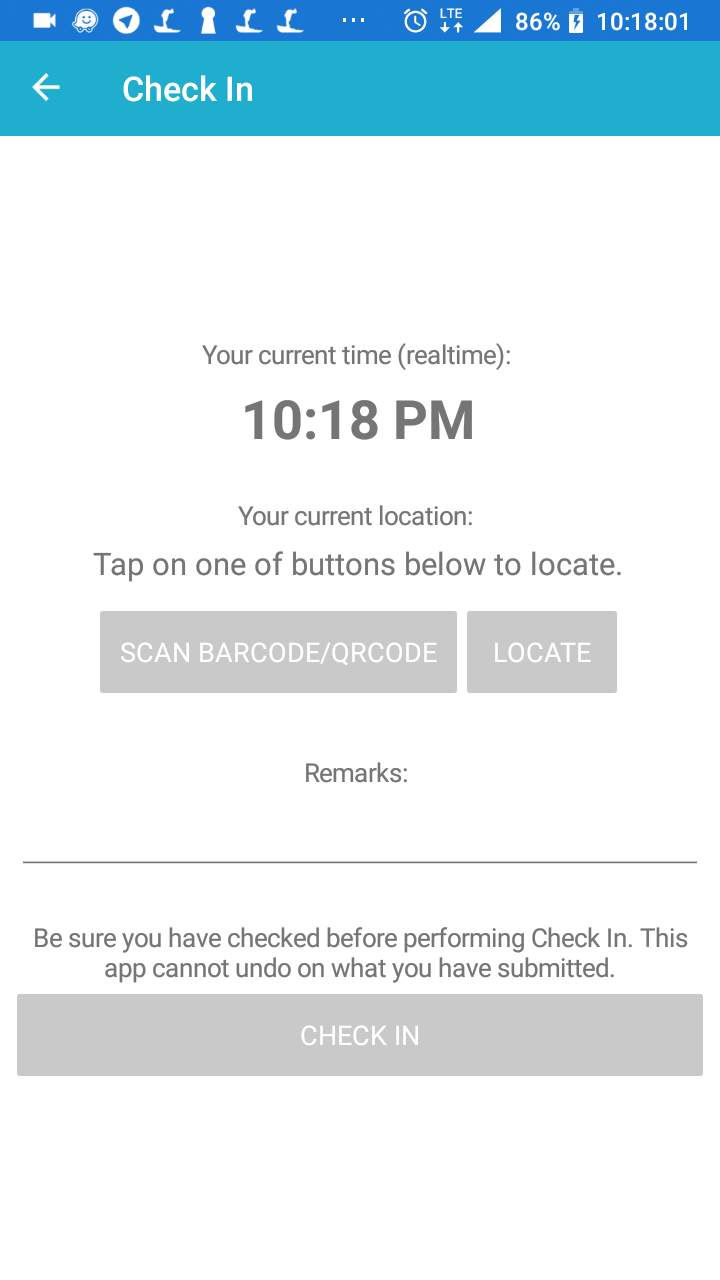 LTE 86% 10:18:01
Check In
Your current time (realtime):
10:18 PM
Your current location:
Tap on one of buttons below to locate.
SCAN BARCODE/QRCODE LOCATE
Remarks:
Be sure you have checked before performing Check In. This
app cannot undo on what you have submitted.
CHECK IN